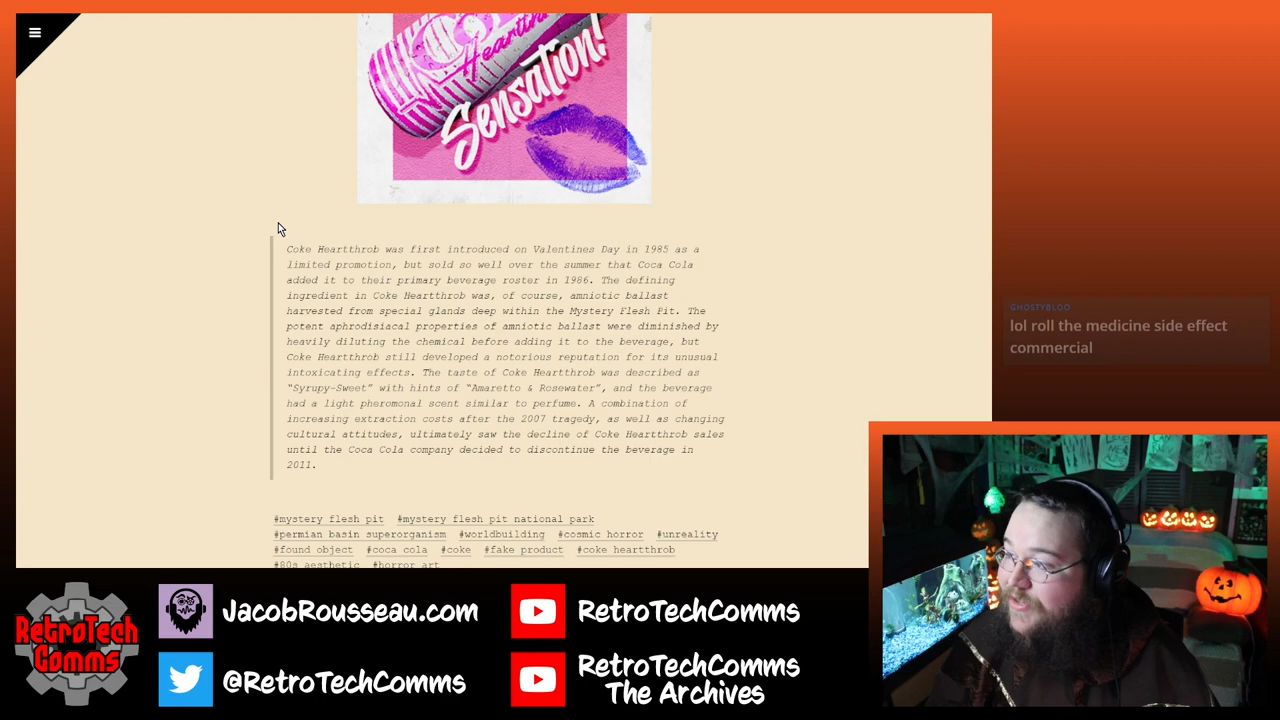 Heartth
Sensation!
Coke Heartthrob was first introduced on Valentines Day in 1985 as a
limited promotion, but sold so well over the summer that Coca Cola
added it to their primary beverage roster in 1986. The defining
ingredient in Coke Heartthrob was, of course, amniotic ballast
harvested from special glands deep within the Mystery Flesh Pit. The
potent aphrodisiacal properties of amniotic ballast were diminished by
heavily diluting the chemical before adding it to the beverage, but
Coke Heartthrob still developed a notorious reputation for its unusual
intoxicating effects. The taste of Coke Heartthrob was described as
“Syrupy-Sweet” with hints of “Amaretto & Rosewater”, and the beverage
had a light pheromonal scent similar to perfume. A combination of
increasing extraction costs after the 2007 tragedy, as well as changing
cultural attitudes, ultimately saw the decline of Coke Heartthrob sales
until the Coca Cola company decided to discontinue the beverage in
2011.
#mystery flesh pit #mystery flesh pit national park
#permian basin superorganism #worldbuilding #cosmic horror #unreality
#found object #coca cola #coke #fake product #coke heartthrob
#80s aesthetic #horror art
GHOSTYBLOO
lol roll the medicine side effect
commercial
RetroTech
Comms
JacobRousseau.com
@RetroTechComms
RetroTechComms
RetroTechComms
The Archives